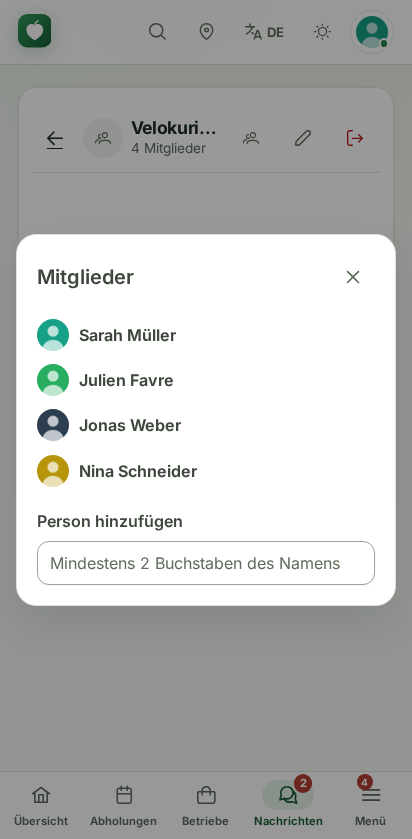 DE
Velokuri...
4 Mitglieder
Mitglieder
Sarah Müller
Julien Favre
Jonas Weber
Nina Schneider
Person hinzufügen
Mindestens 2 Buchstaben des Namens
2
4
Übersicht
Abholungen
Betriebe
Nachrichten
Menü